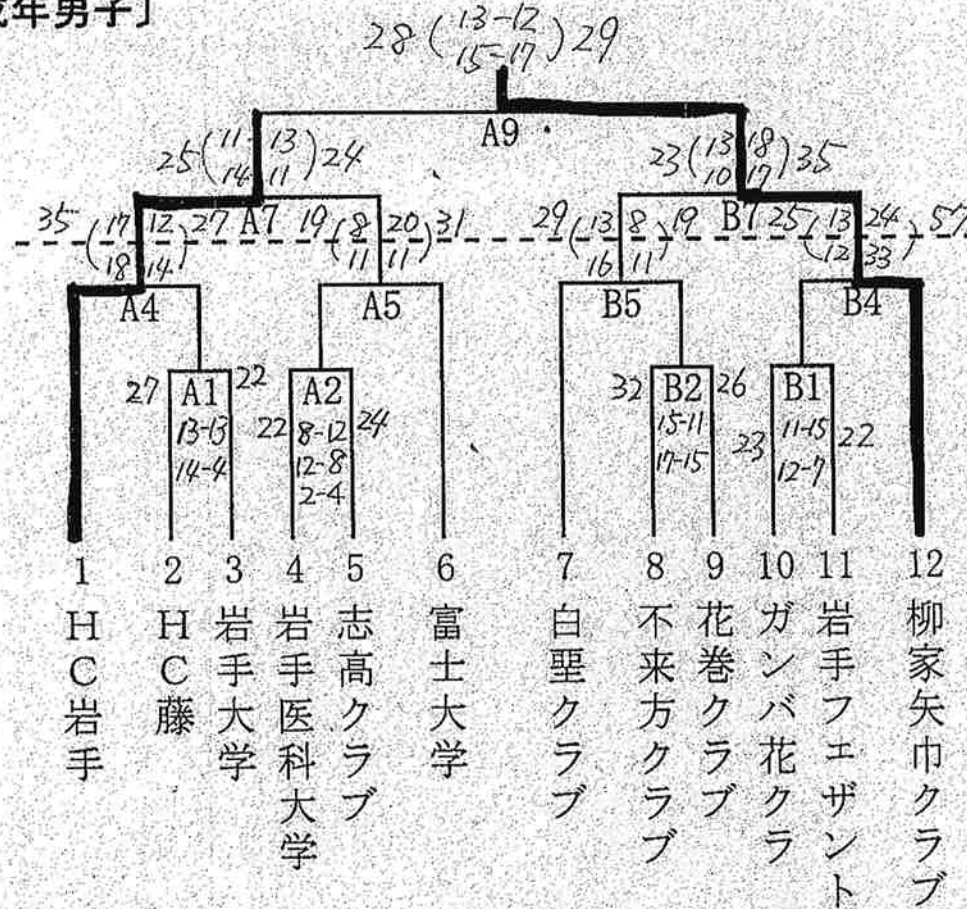 成年男子〕
28 (13-12 15-17) 29
A9
25 (11-13 14-11) 24
23 (13 18 10 17) 35
A7
B7
35 (17 12 18 14) 27
19 (8 20 11 11) 31
29 (13 8 16 11) 19
25 (13 24 12 33) 57
A4
A5
B5
B4
27 A1 22
13-13
14-4
22 A2 24
8-12
12-8
2-4
32 B2 26
15-11
17-15
23 B1 22
11-15
12-7
1 HC岩手
2 HC藤
3 岩手大学
4 岩手医科大学
5 志高クラブ
6 富士大学
7 白堊クラブ
8 不来方クラブ
9 花巻クラブ
10 ガンバ花クラ
11 岩手フェザント
12 柳家矢巾クラブ